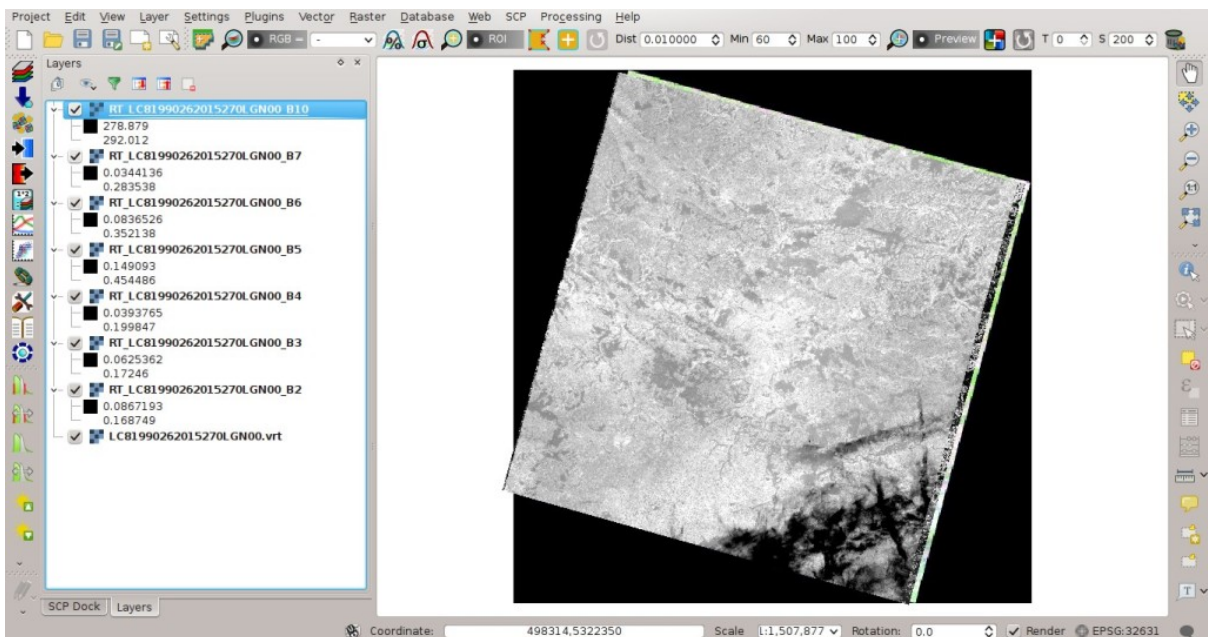 Project Edit View Layer Settings Plugins Vector Raster Database Web SCP Processing Help
RGB = - ROI Dist 0.010000 Min 60 Max 100 Preview T 0 S 200
Layers
RT_LC81990262015270LGN00_B10
278.879
292.012
RT_LC81990262015270LGN00_B7
0.0344136
0.283538
RT_LC81990262015270LGN00_B6
0.0836526
0.352138
RT_LC81990262015270LGN00_B5
0.149093
0.454486
RT_LC81990262015270LGN00_B4
0.0393765
0.199847
RT_LC81990262015270LGN00_B3
0.0625362
0.17246
RT_LC81990262015270LGN00_B2
0.0867193
0.168749
LC81990262015270LGN00.vrt
SCP Dock Layers
Coordinate: 498314,5322350 Scale 1:1,507,877 Rotation: 0.0 Render EPSG:32631